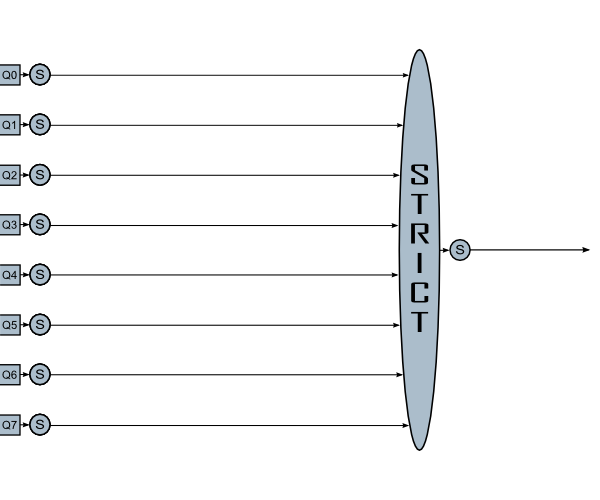 Q0 S
Q1 S
Q2 S
Q3 S
Q4 S
Q5 S
Q6 S
Q7 S
STRICT
S